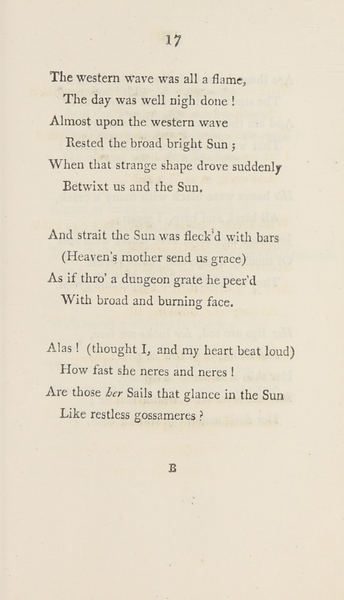 17
The western wave was all a flame,
The day was well nigh done !
Almost upon the western wave
Rested the broad bright Sun ;
When that strange shape drove suddenly
Betwixt us and the Sun.
And strait the Sun was fleck'd with bars
(Heaven's mother send us grace)
As if thro' a dungeon grate he peer'd
With broad and burning face.
Alas ! (thought I, and my heart beat loud)
How fast she neres and neres !
Are those her Sails that glance in the Sun
Like restless gossameres ?
B